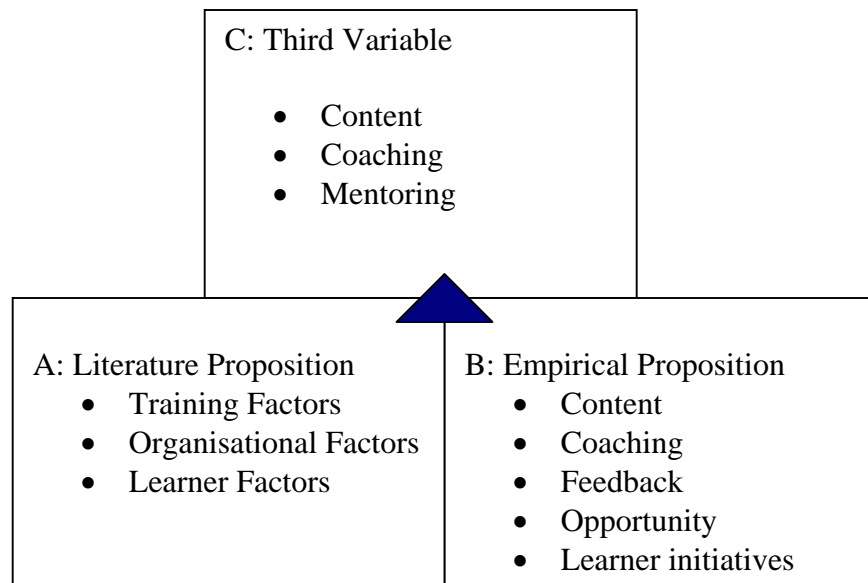 C: Third Variable
• Content
• Coaching
• Mentoring
A: Literature Proposition
• Training Factors
• Organisational Factors
• Learner Factors
B: Empirical Proposition
• Content
• Coaching
• Feedback
• Opportunity
• Learner initiatives